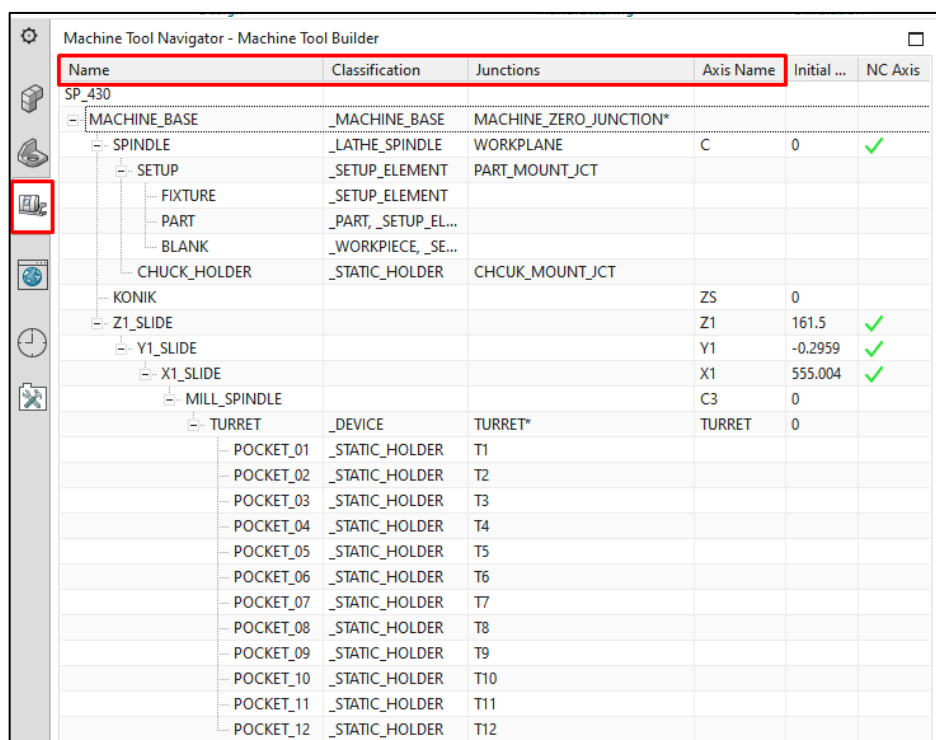 Machine Tool Navigator - Machine Tool Builder
Name Classification Junctions Axis Name Initial ... NC Axis
SP_430
MACHINE_BASE _MACHINE_BASE MACHINE_ZERO_JUNCTION*
SPINDLE _LATHE_SPINDLE WORKPLANE C 0
SETUP _SETUP_ELEMENT PART_MOUNT_JCT
FIXTURE _SETUP_ELEMENT
PART _PART, _SETUP_EL...
BLANK _WORKPIECE, _SE...
CHUCK_HOLDER _STATIC_HOLDER CHCUK_MOUNT_JCT
KONIK ZS 0
Z1_SLIDE Z1 161.5
Y1_SLIDE Y1 -0.2959
X1_SLIDE X1 555.004
MILL_SPINDLE C3 0
TURRET _DEVICE TURRET* TURRET 0
POCKET_01 _STATIC_HOLDER T1
POCKET_02 _STATIC_HOLDER T2
POCKET_03 _STATIC_HOLDER T3
POCKET_04 _STATIC_HOLDER T4
POCKET_05 _STATIC_HOLDER T5
POCKET_06 _STATIC_HOLDER T6
POCKET_07 _STATIC_HOLDER T7
POCKET_08 _STATIC_HOLDER T8
POCKET_09 _STATIC_HOLDER T9
POCKET_10 _STATIC_HOLDER T10
POCKET_11 _STATIC_HOLDER T11
POCKET_12 _STATIC_HOLDER T12